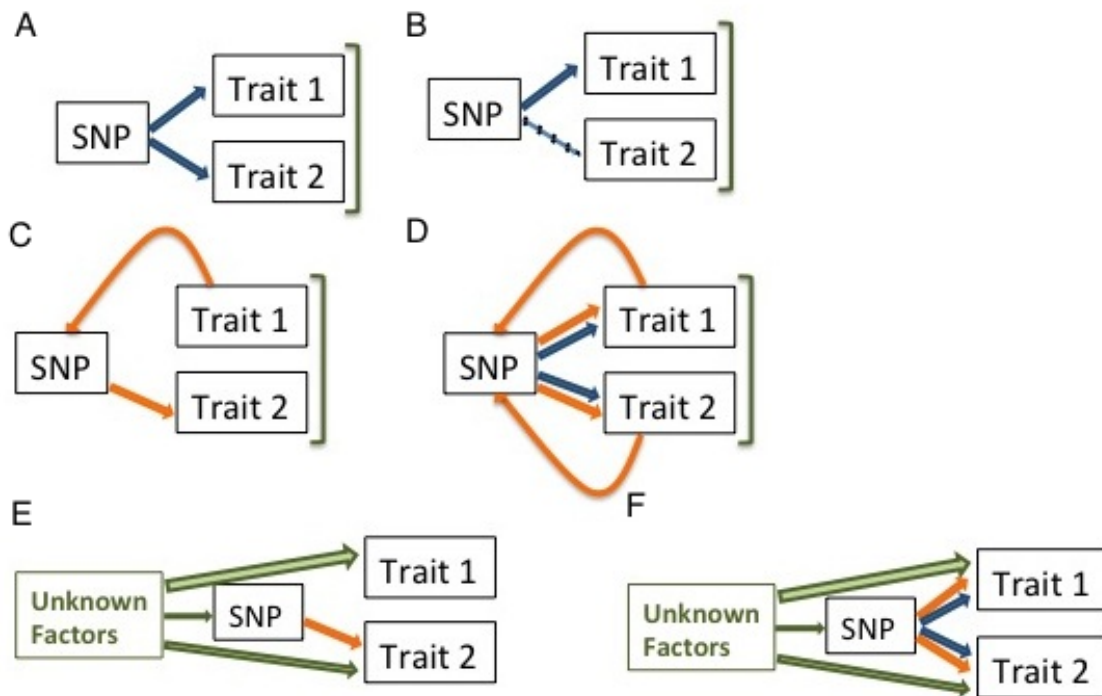 A
SNP
Trait 1
Trait 2
B
SNP
Trait 1
Trait 2
C
SNP
Trait 1
Trait 2
D
SNP
Trait 1
Trait 2
E
Unknown
Factors
SNP
Trait 1
Trait 2
F
Unknown
Factors
SNP
Trait 1
Trait 2